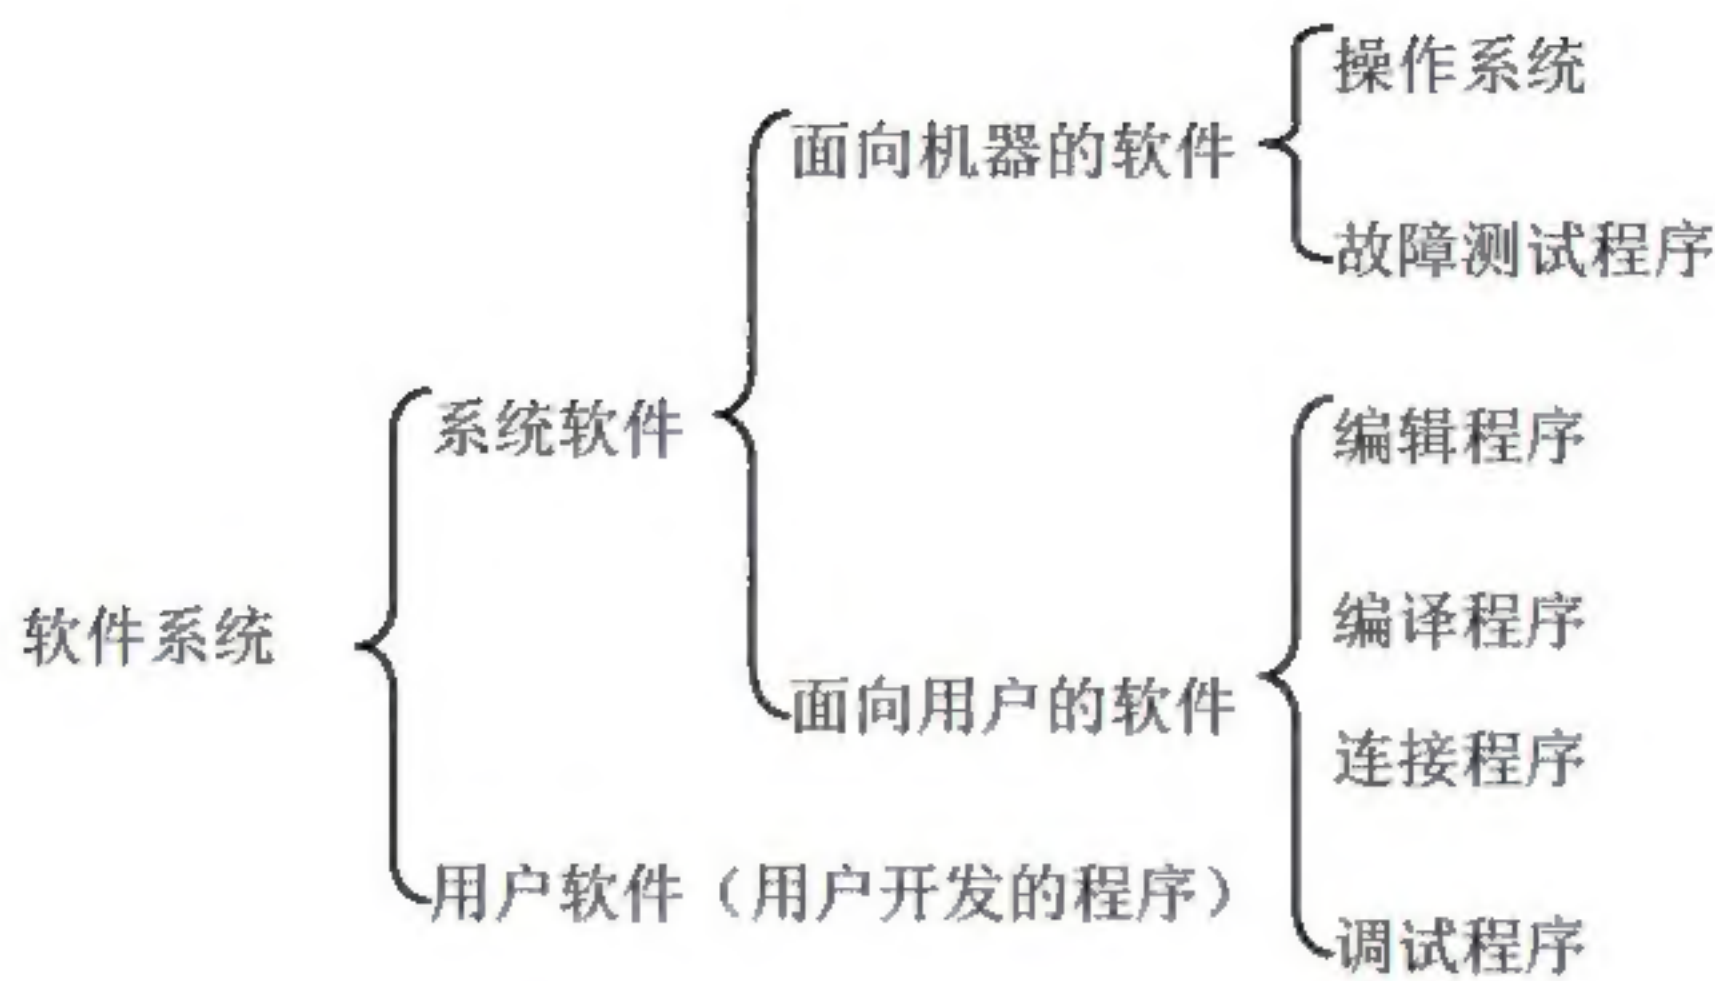 操作系统
面向机器的软件
故障测试程序
系统软件
编辑程序
编译程序
软件系统
面向用户的软件
连接程序
用户软件（用户开发的程序）
调试程序